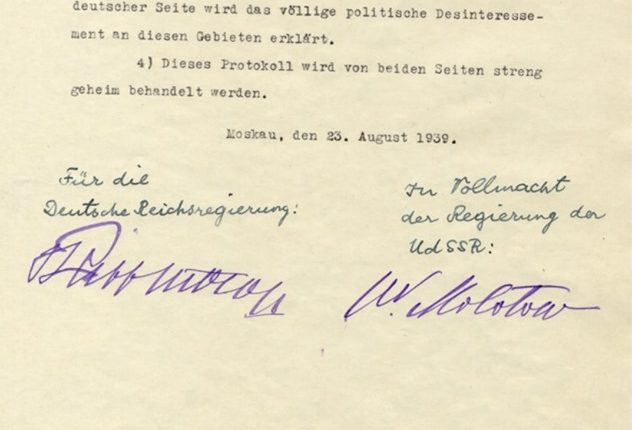 deutscher Seite wird das völlige politische Desinteresse-
ment an diesen Gebieten erklärt.
4) Dieses Protokoll wird von beiden Seiten streng
geheim behandelt werden.
Moskau, den 23. August 1939.
Für die
Deutsche Reichsregierung:
In Vollmacht
der Regierung der
UdSSR:
Ribbentrop
W. Molotow